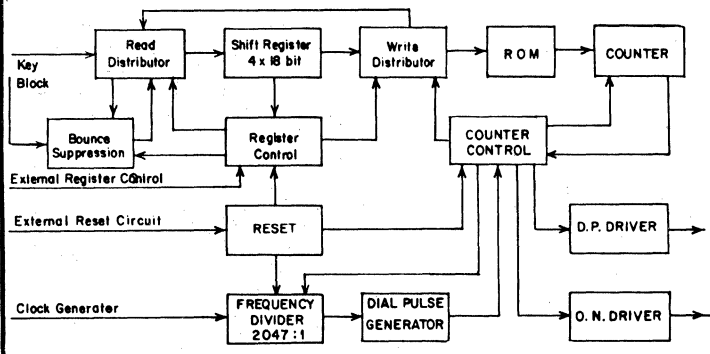 Key
Block
Read
Distributor
Shift Register
4 x 18 bit
Write
Distributor
ROM
COUNTER
Bounce
Suppression
Register
Control
COUNTER
CONTROL
External Register Control
External Reset Circuit
RESET
D.P. DRIVER
Clock Generater
FREQUENCY
DIVIDER
2047:1
DIAL PULSE
GENERATOR
O.N. DRIVER